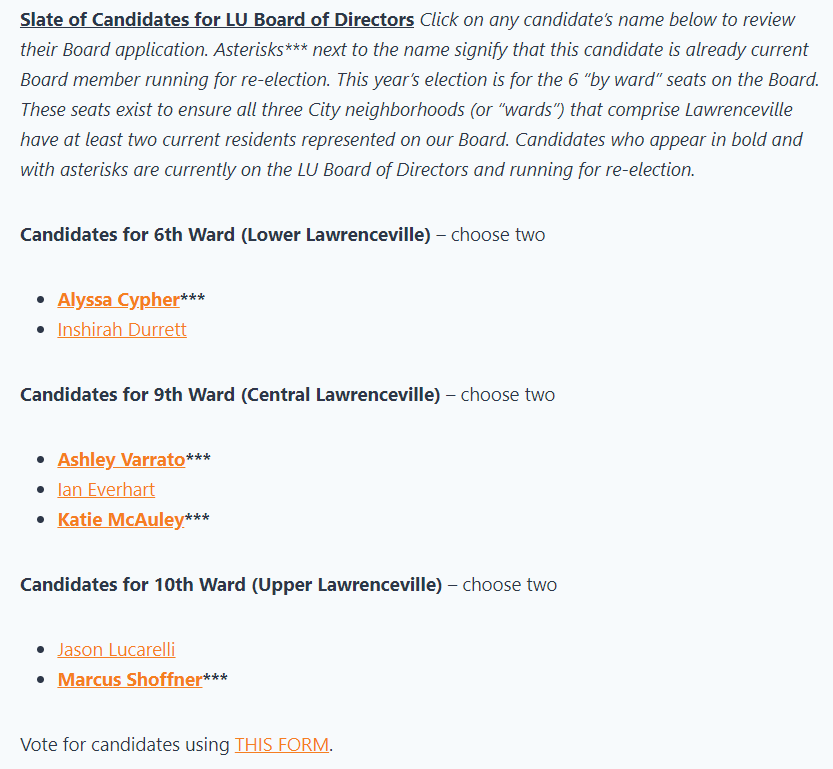 Slate of Candidates for LU Board of Directors Click on any candidate's name below to review
their Board application. Asterisks*** next to the name signify that this candidate is already current
Board member running for re-election. This year's election is for the 6 "by ward" seats on the Board.
These seats exist to ensure all three City neighborhoods (or "wards") that comprise Lawrenceville
have at least two current residents represented on our Board. Candidates who appear in bold and
with asterisks are currently on the LU Board of Directors and running for re-election.
Candidates for 6th Ward (Lower Lawrenceville) – choose two
• Alyssa Cypher***
• Inshirah Durrett
Candidates for 9th Ward (Central Lawrenceville) – choose two
• Ashley Varrato***
• Ian Everhart
• Katie McAuley***
Candidates for 10th Ward (Upper Lawrenceville) – choose two
• Jason Lucarelli
• Marcus Shoffner***
Vote for candidates using THIS FORM.